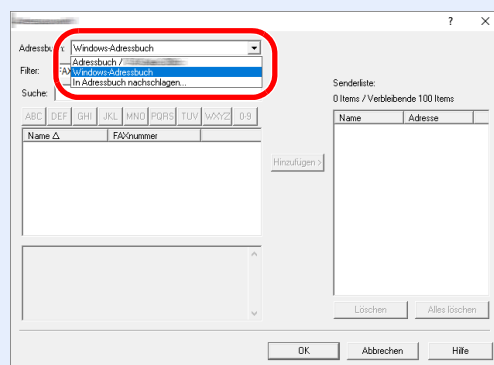 ? ×
Adressbuch: Windows-Adressbuch
Adressbuch /
Windows-Adressbuch
In Adressbuch nachschlagen...
Filter: FAX
Suche:
ABC DEF GHI JKL MNO PQRS TUV WXYZ 0-9
Name △ FAXnummer
Hinzufügen >
Senderliste:
0 Items / Verbleibende 100 Items
Name Adresse
Löschen Alles löschen
OK Abbrechen Hilfe